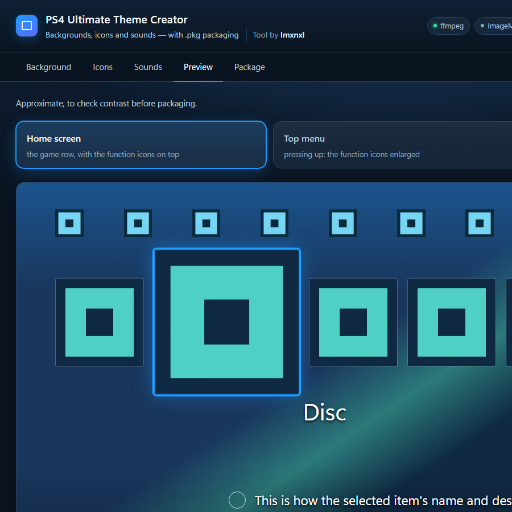 PS4 Ultimate Theme Creator
Backgrounds, icons and sounds — with .pkg packaging Tool by lmxnxl
ffmpeg
Background Icons Sounds Preview Package
Approximate, to check contrast before packaging.
Home screen
the game row, with the function icons on top
Top menu
pressing up: the function icons enlarged
Disc
This is how the selected item's name and des